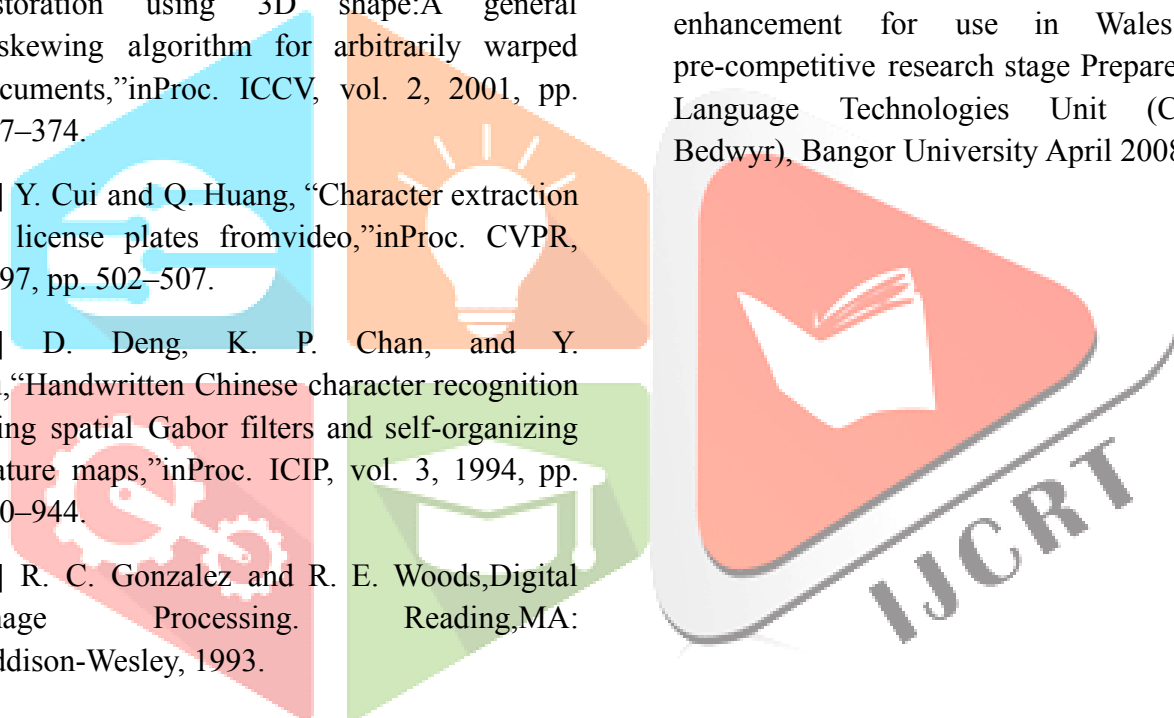 storation using 3D shape:A general
skewing algorithm for arbitrarily warped
cuments,”inProc. ICCV, vol. 2, 2001, pp.
7–374.
] Y. Cui and Q. Huang, “Character extraction
license plates fromvideo,”inProc. CVPR,
97, pp. 502–507.
] D. Deng, K. P. Chan, and Y.
,“Handwritten Chinese character recognition
ing spatial Gabor filters and self-organizing
ature maps,”inProc. ICIP, vol. 3, 1994, pp.
0–944.
] R. C. Gonzalez and R. E. Woods,Digital
age Processing. Reading,MA:
ddison-Wesley, 1993.
enhancement for use in Wales
pre-competitive research stage Prepare
Language Technologies Unit (C
Bedwyr), Bangor University April 2008
IJCRT